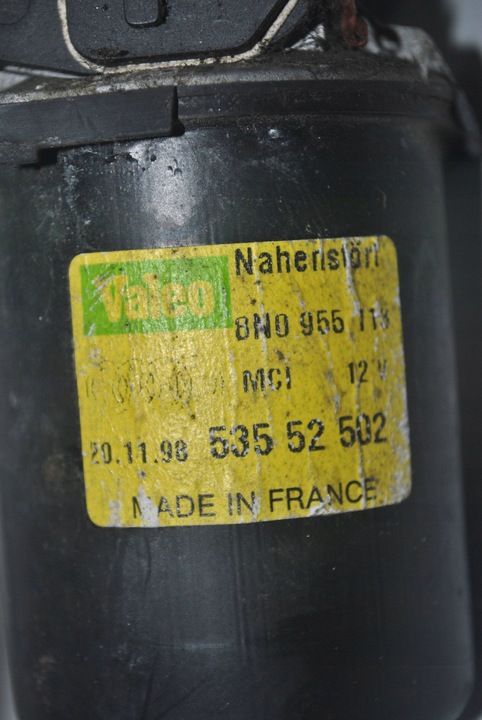 Valeo
Nahentstört
8N0 955 113
MCI 12 V
20.11.98 535 52 502
MADE IN FRANCE